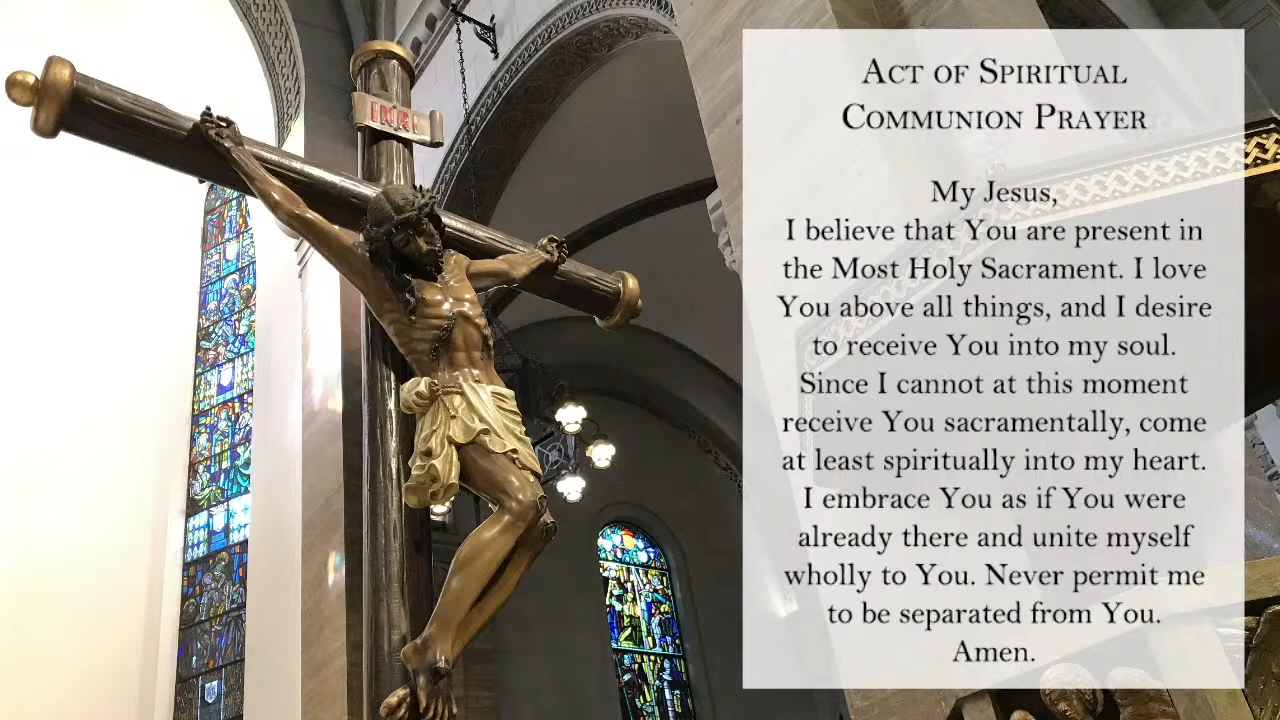 INRI
ACT OF SPIRITUAL
COMMUNION PRAYER
My Jesus,
I believe that You are present in
the Most Holy Sacrament. I love
You above all things, and I desire
to receive You into my soul.
Since I cannot at this moment
receive You sacramentally, come
at least spiritually into my heart.
I embrace You as if You were
already there and unite myself
wholly to You. Never permit me
to be separated from You.
Amen.